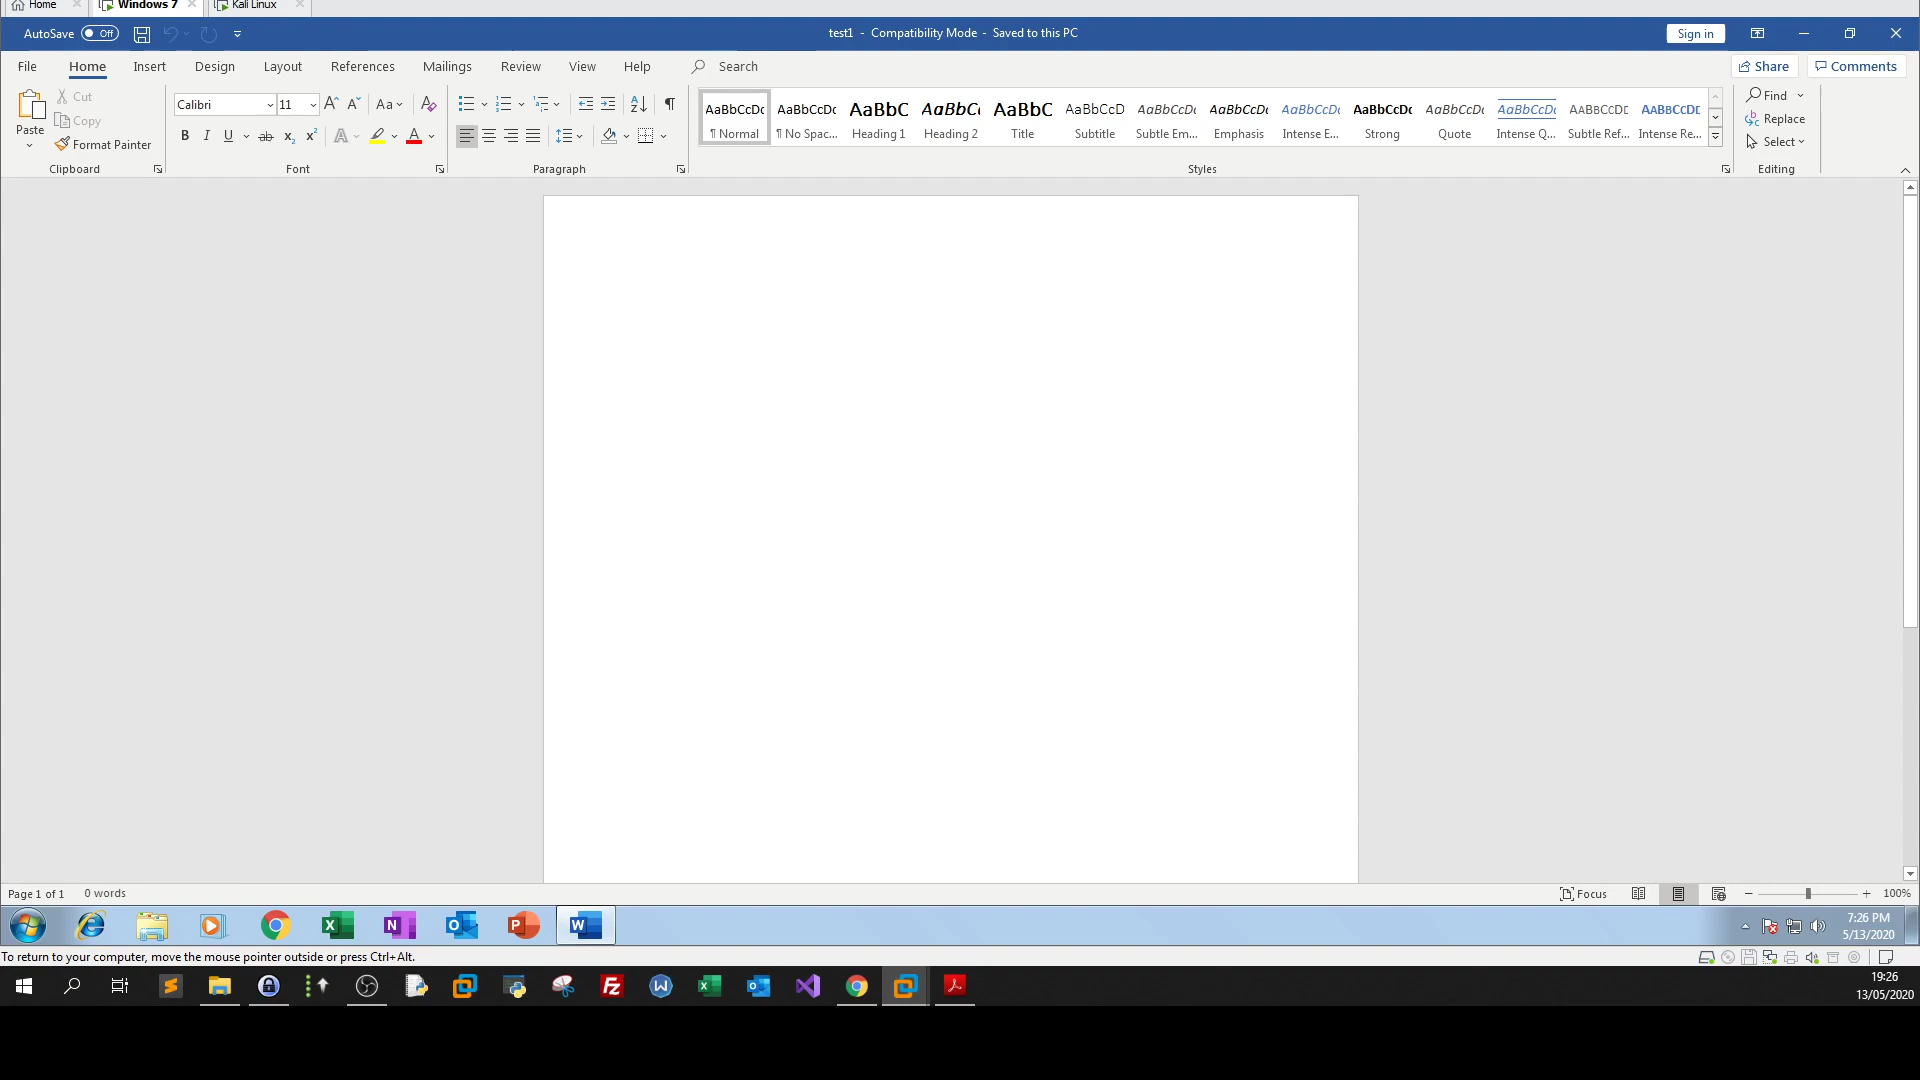 Home
Windows 7
Kali Linux
AutoSave Off
test1 - Compatibility Mode - Saved to this PC
Sign in
File Home Insert Design Layout References Mailings Review View Help Search
Share Comments
Paste
Cut
Copy
Format Painter
Clipboard
Calibri 11
Font
Paragraph
AaBbCcDc AaBbCcDc AaBbC AaBbCc AaBbC AaBbCcD AaBbCcDc AaBbCcDc AaBbCcDc AaBbCcDc AaBbCcDc AaBbCcDc AABBCCDE AABBCCDE
¶ Normal ¶ No Spac... Heading 1 Heading 2 Title Subtitle Subtle Em... Emphasis Intense E... Strong Quote Intense Q... Subtle Ref... Intense Re...
Styles
Find
Replace
Select
Editing
Page 1 of 1 0 words
Focus
100%
7:26 PM
5/13/2020
To return to your computer, move the mouse pointer outside or press Ctrl+Alt.
19:26
13/05/2020